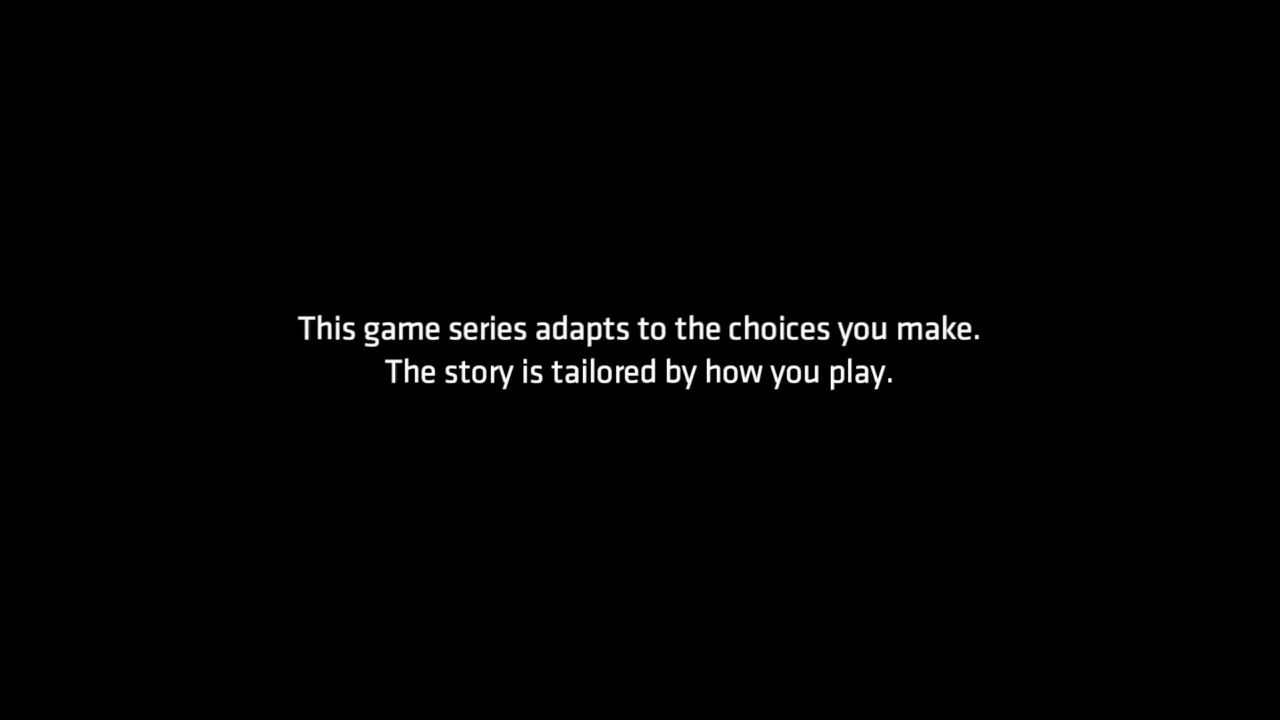 This game series adapts to the choices you make.
The story is tailored by how you play.